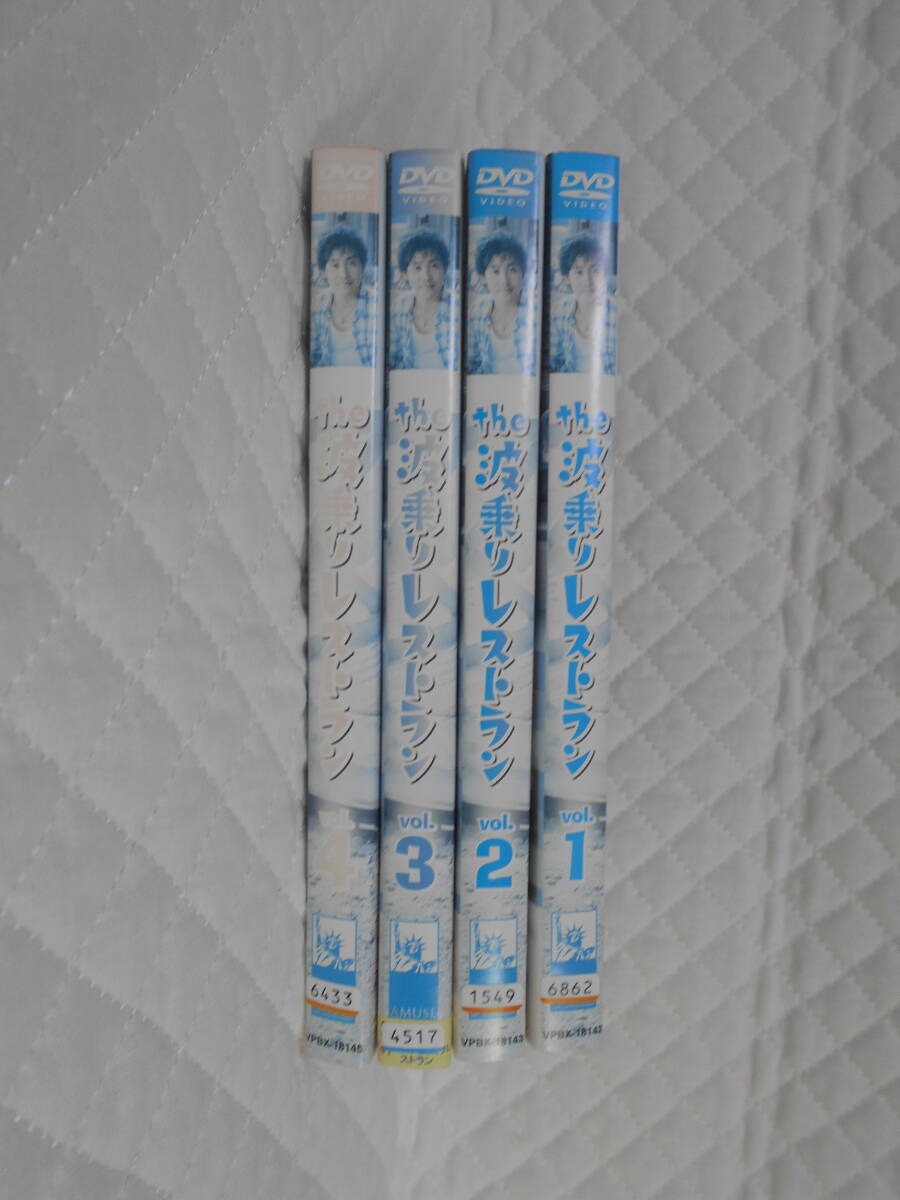 DVD
VIDEO
the 波乗りレストラン
4
6433
VPBX-18145
DVD
VIDEO
the 波乗りレストラン
vol.
3
AMUSE
4517
ストラン
DVD
VIDEO
the 波乗りレストラン
vol.
2
1549
VPBX-18143
DVD
VIDEO
the 波乗りレストラン
vol.
1
6862
VPBX-18142